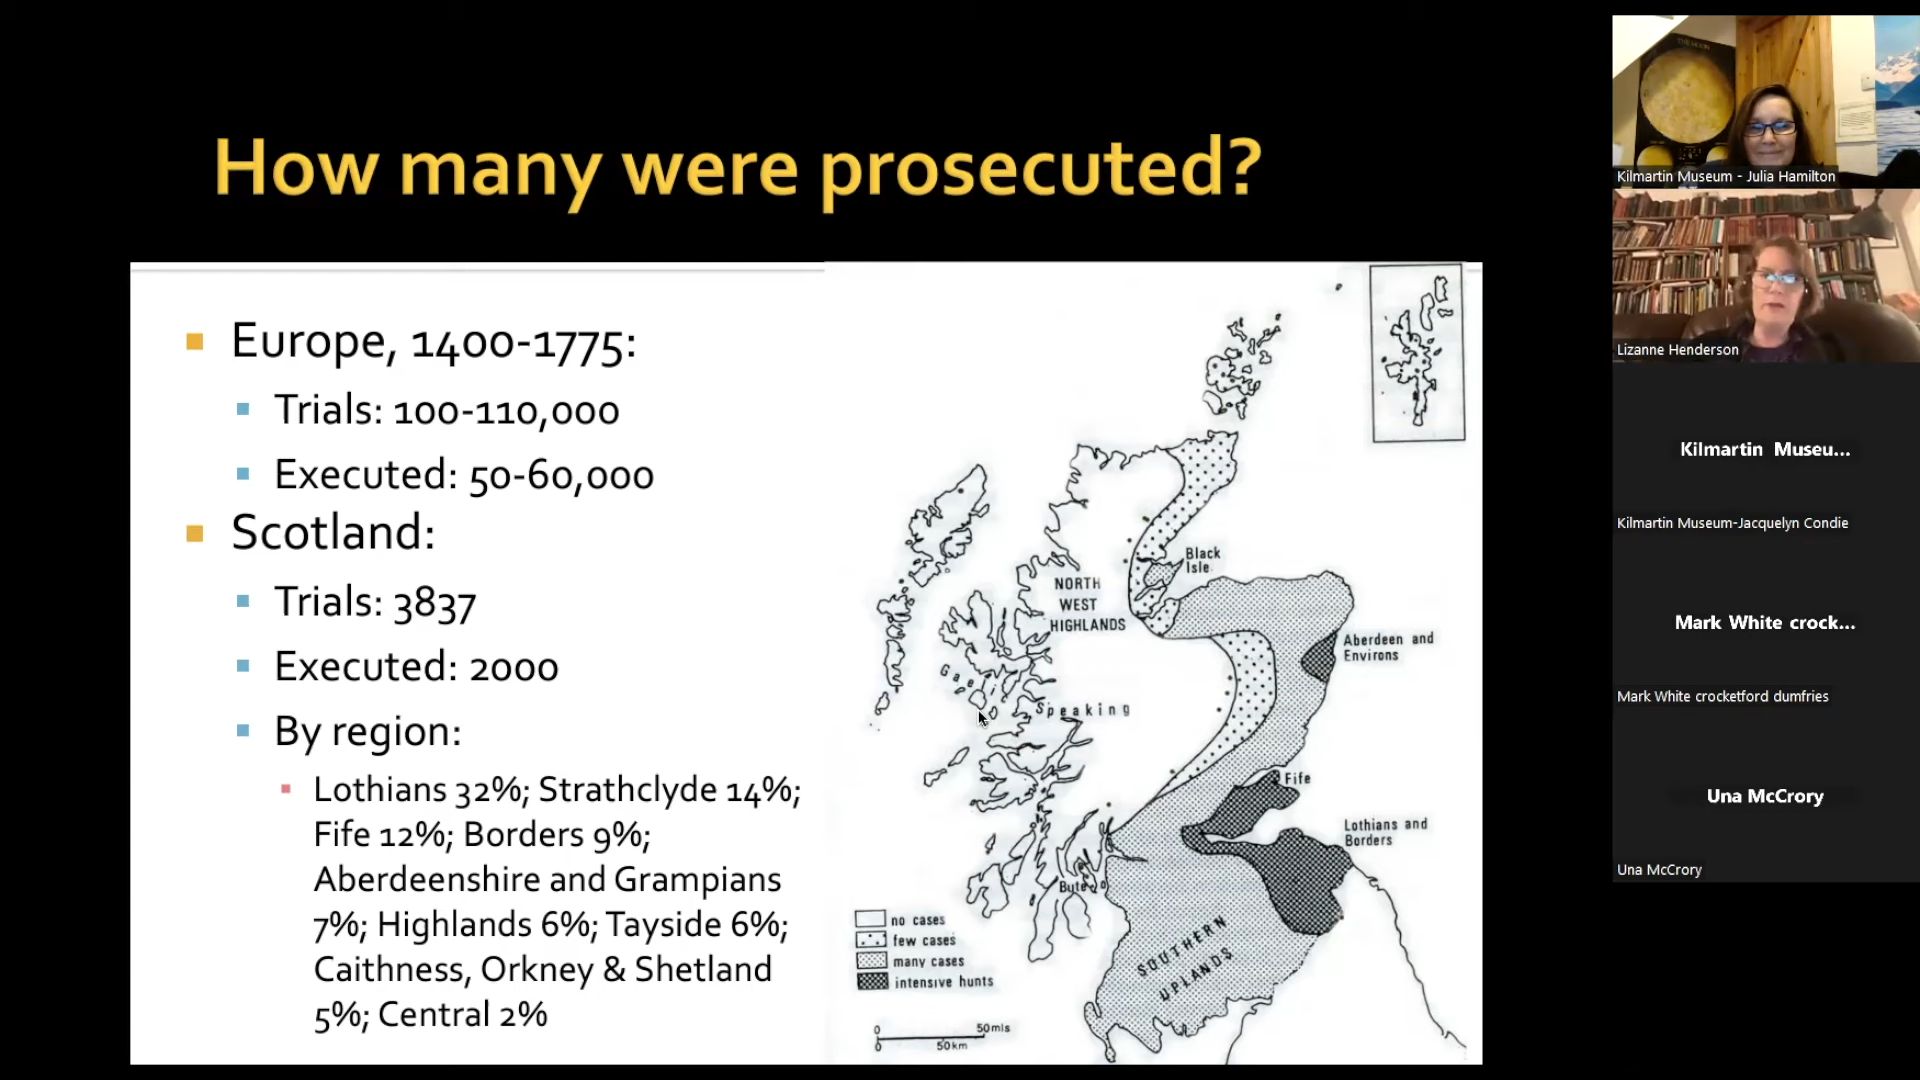 How many were prosecuted?
Europe, 1400-1775:
Trials: 100-110,000
Executed: 50-60,000
Scotland:
Trials: 3837
Executed: 2000
By region:
Lothians 32%; Strathclyde 14%;
Fife 12%; Borders 9%;
Aberdeenshire and Grampians
7%; Highlands 6%; Tayside 6%;
Caithness, Orkney & Shetland
5%; Central 2%
Black
Isle
NORTH
WEST
HIGHLANDS
Aberdeen and
Environs
Speaking
Fife
Lothians and
Borders
Bute
SOUTHERN
UPLANDS
no cases
few cases
many cases
intensive hunts
0 50mls
0 50km
THE MOON
Kilmartin Museum - Julia Hamilton
Lizanne Henderson
Kilmartin Museu...
Kilmartin Museum-Jacquelyn Condie
Mark White crock...
Mark White crocketford dumfries
Una McCrory
Una McCrory